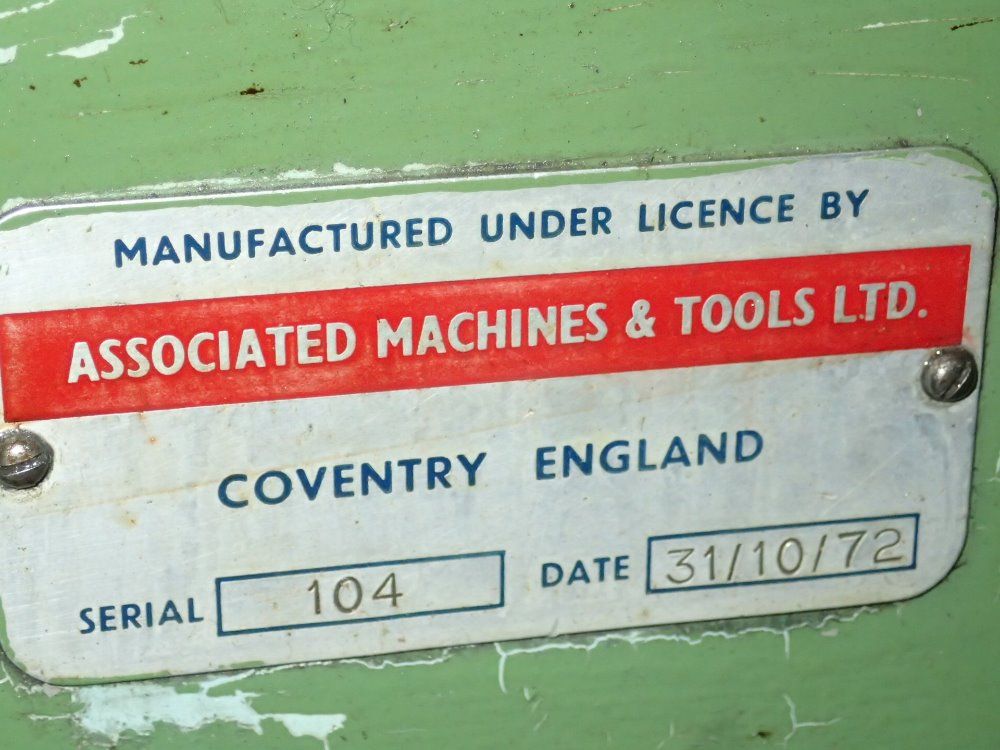 MANUFACTURED UNDER LICENCE BY
ASSOCIATED MACHINES & TOOLS LTD.
COVENTRY ENGLAND
SERIAL 104 DATE 31/10/72